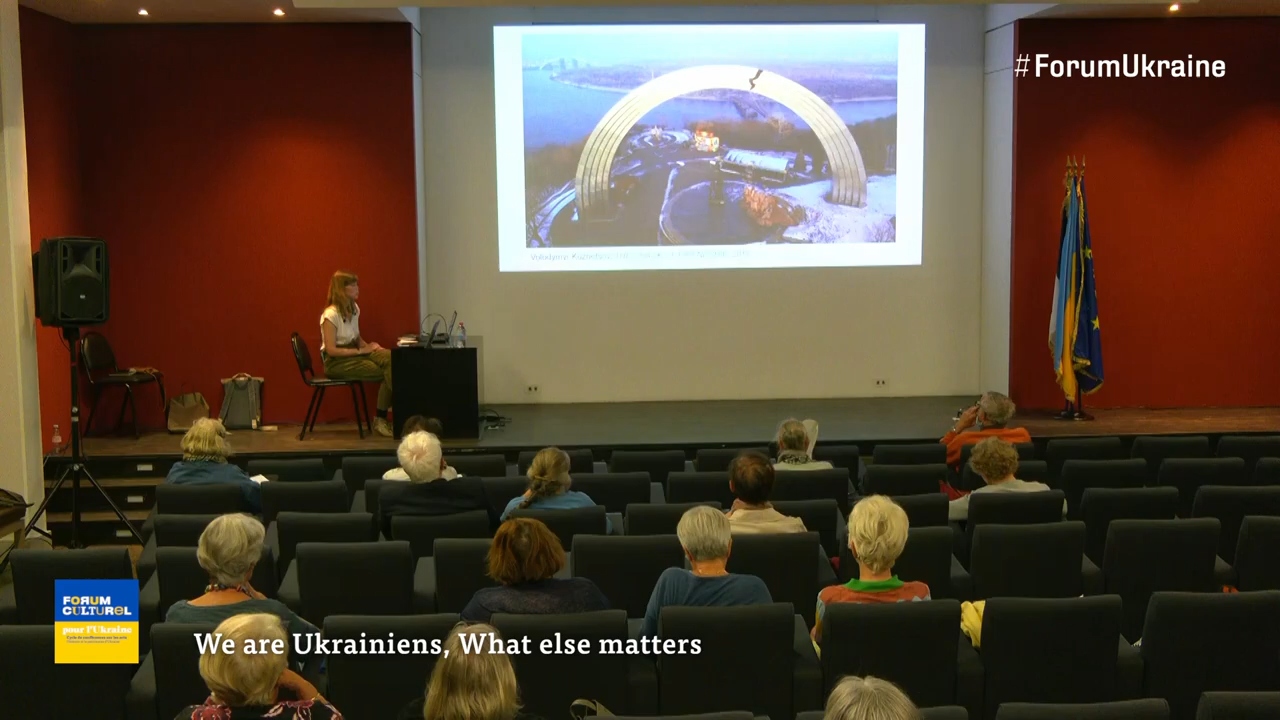 #ForumUkraine
FORUM
CULTUREL
pour l'Ukraine
We are Ukrainiens, What else matters